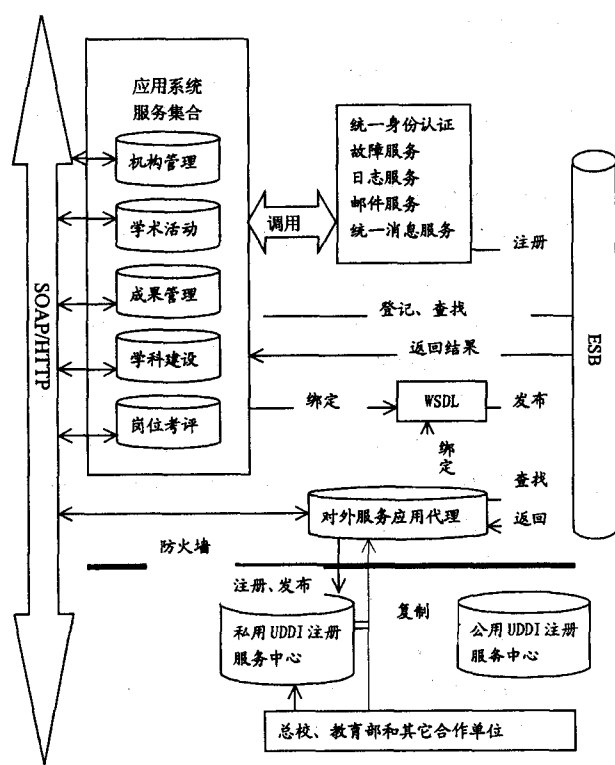 应用系统
服务集合
机构管理
学术活动
成果管理
学科建设
岗位考评
SOAP/HTTP
调用
统一身份认证
故障服务
日志服务
邮件服务
统一消息服务
注册
登记、查找
返回结果
ESB
绑定
WSDL
发布
绑定
查找
对外服务应用代理
返回
防火墙
注册、发布
复制
私用UDDI注册
服务中心
公用UDDI注册
服务中心
总校、教育部和其它合作单位